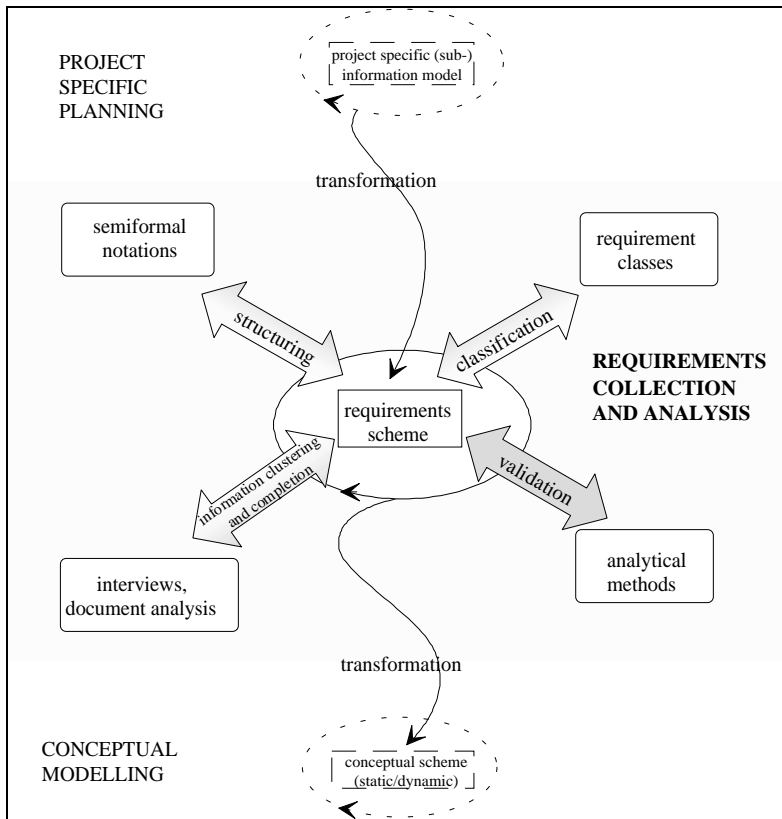 PROJECT
SPECIFIC
PLANNING
project specific (sub-)
information model
transformation
semiformal
notations
requirement
classes
structuring
classification
REQUIREMENTS
COLLECTION
AND ANALYSIS
requirements
scheme
information clustering
and completion
validation
interviews,
document analysis
analytical
methods
transformation
CONCEPTUAL
MODELLING
conceptual scheme
(static/dynamic)